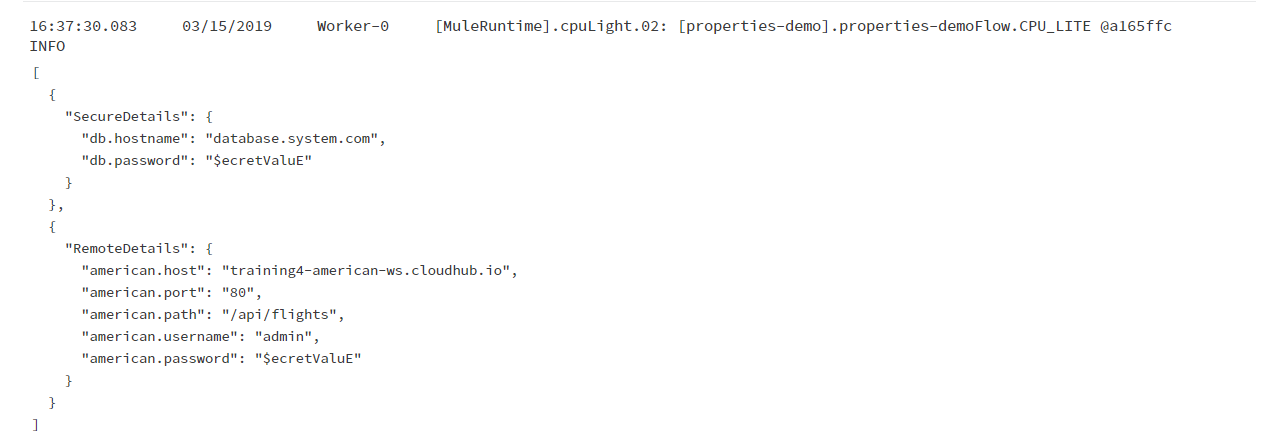 16:37:30.083 03/15/2019 Worker-0 [MuleRuntime].cpuLight.02: [properties-demo].properties-demoFlow.CPU_LITE @a165ffc
INFO
[
  {
    "SecureDetails": {
      "db.hostname": "database.system.com",
      "db.password": "$ecretValuE"
    }
  },
  {
    "RemoteDetails": {
      "american.host": "training4-american-ws.cloudhub.io",
      "american.port": "80",
      "american.path": "/api/flights",
      "american.username": "admin",
      "american.password": "$ecretValuE"
    }
  }
]